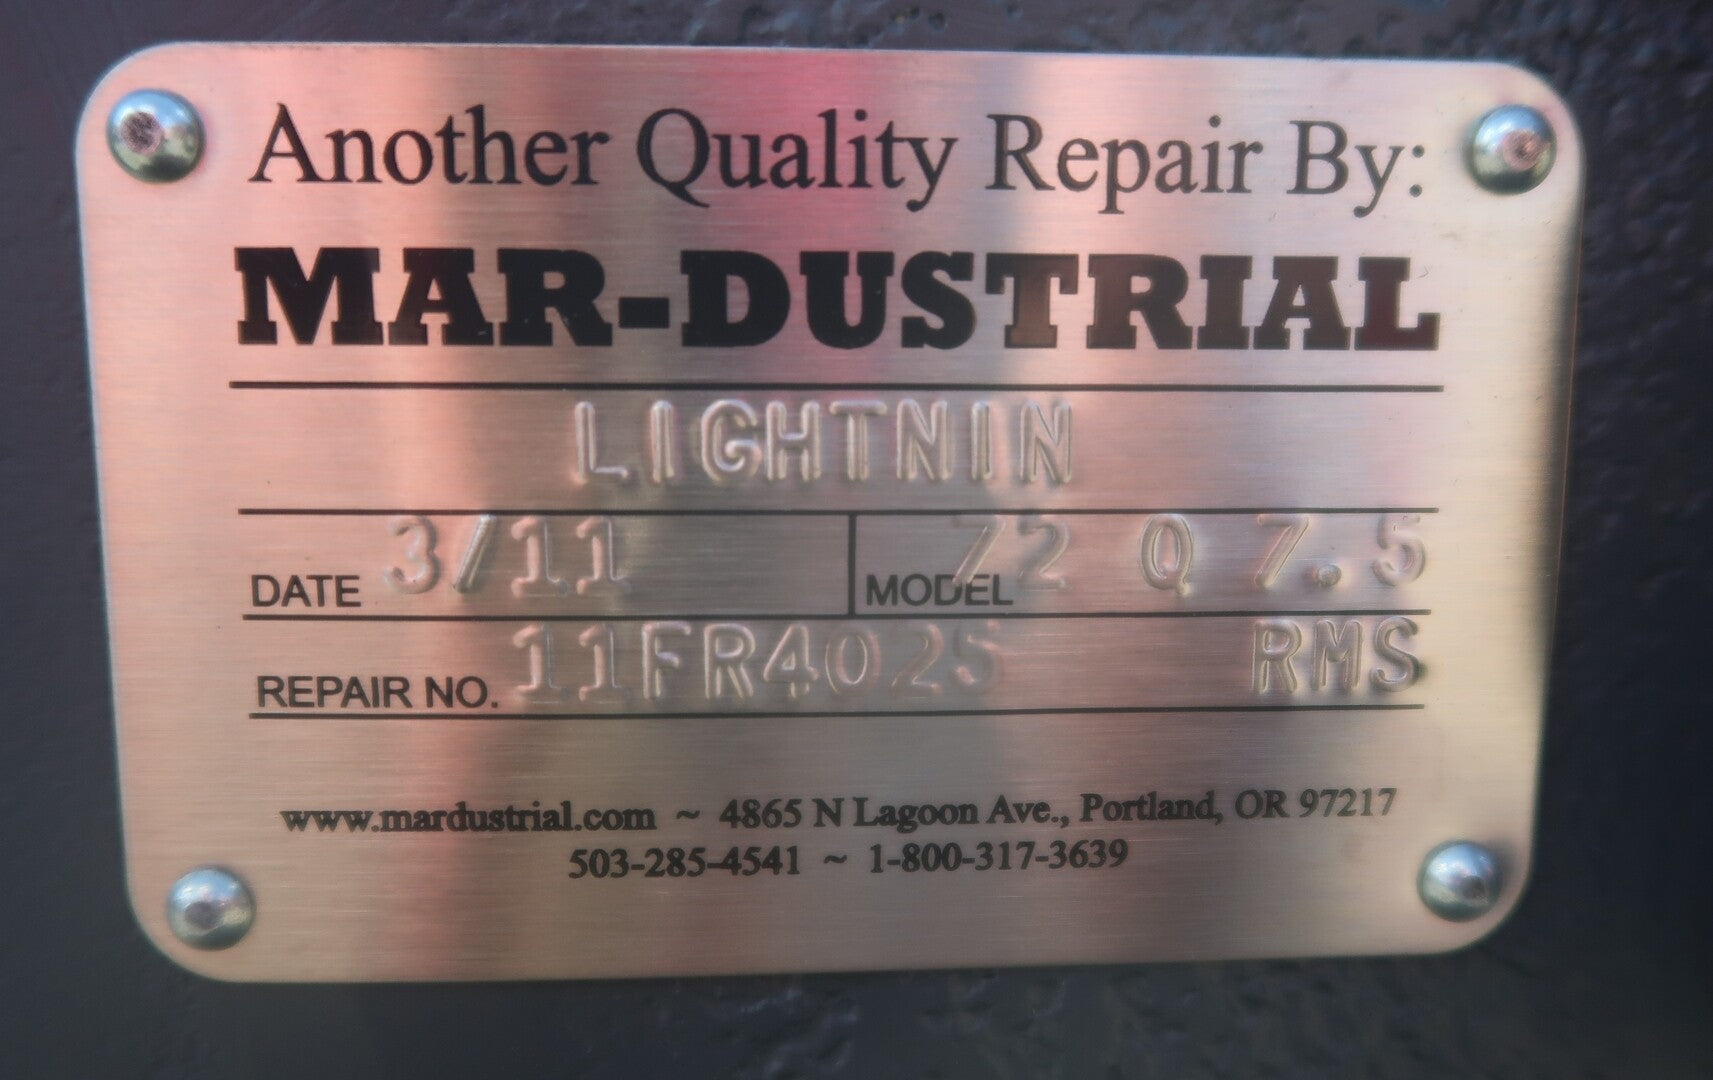 Another Quality Repair By:
MAR-DUSTRIAL
LIGHTNIN
DATE 3/11 MODEL 72 Q 7.5
REPAIR NO. 11FR4025 RMS
www.mardustrial.com ~ 4865 N Lagoon Ave., Portland, OR 97217
503-285-4541 ~ 1-800-317-3639